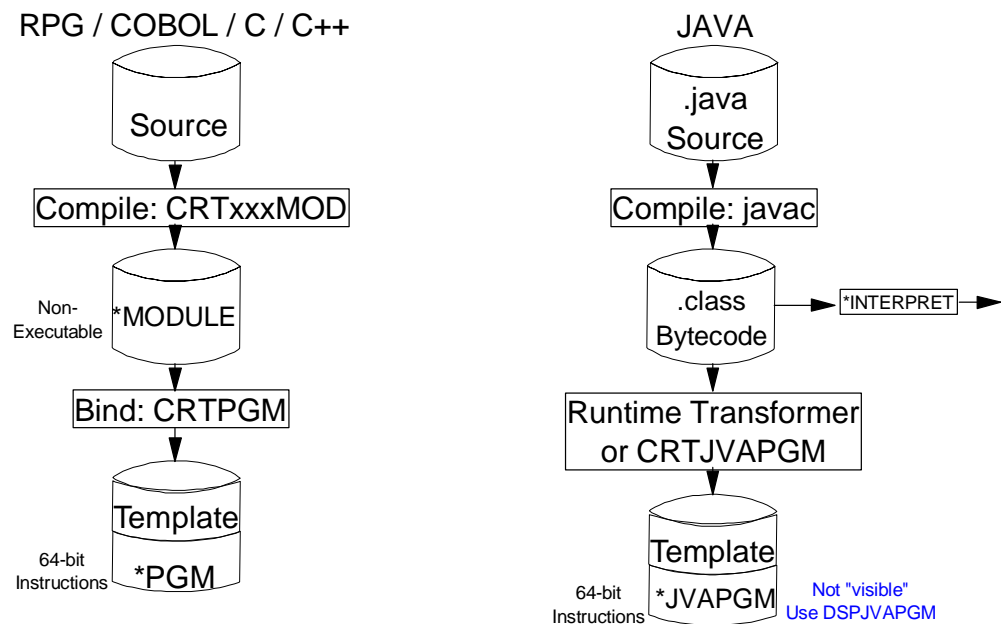 RPG / COBOL / C / C++
Source
Compile: CRTxxxMOD
Non-
Executable
*MODULE
Bind: CRTPGM
Template
64-bit
Instructions
*PGM
JAVA
.java
Source
Compile: javac
.class
Bytecode
*INTERPRET
Runtime Transformer
or CRTJVAPGM
Template
64-bit
Instructions
*JVAPGM
Not "visible"
Use DSPJVAPGM